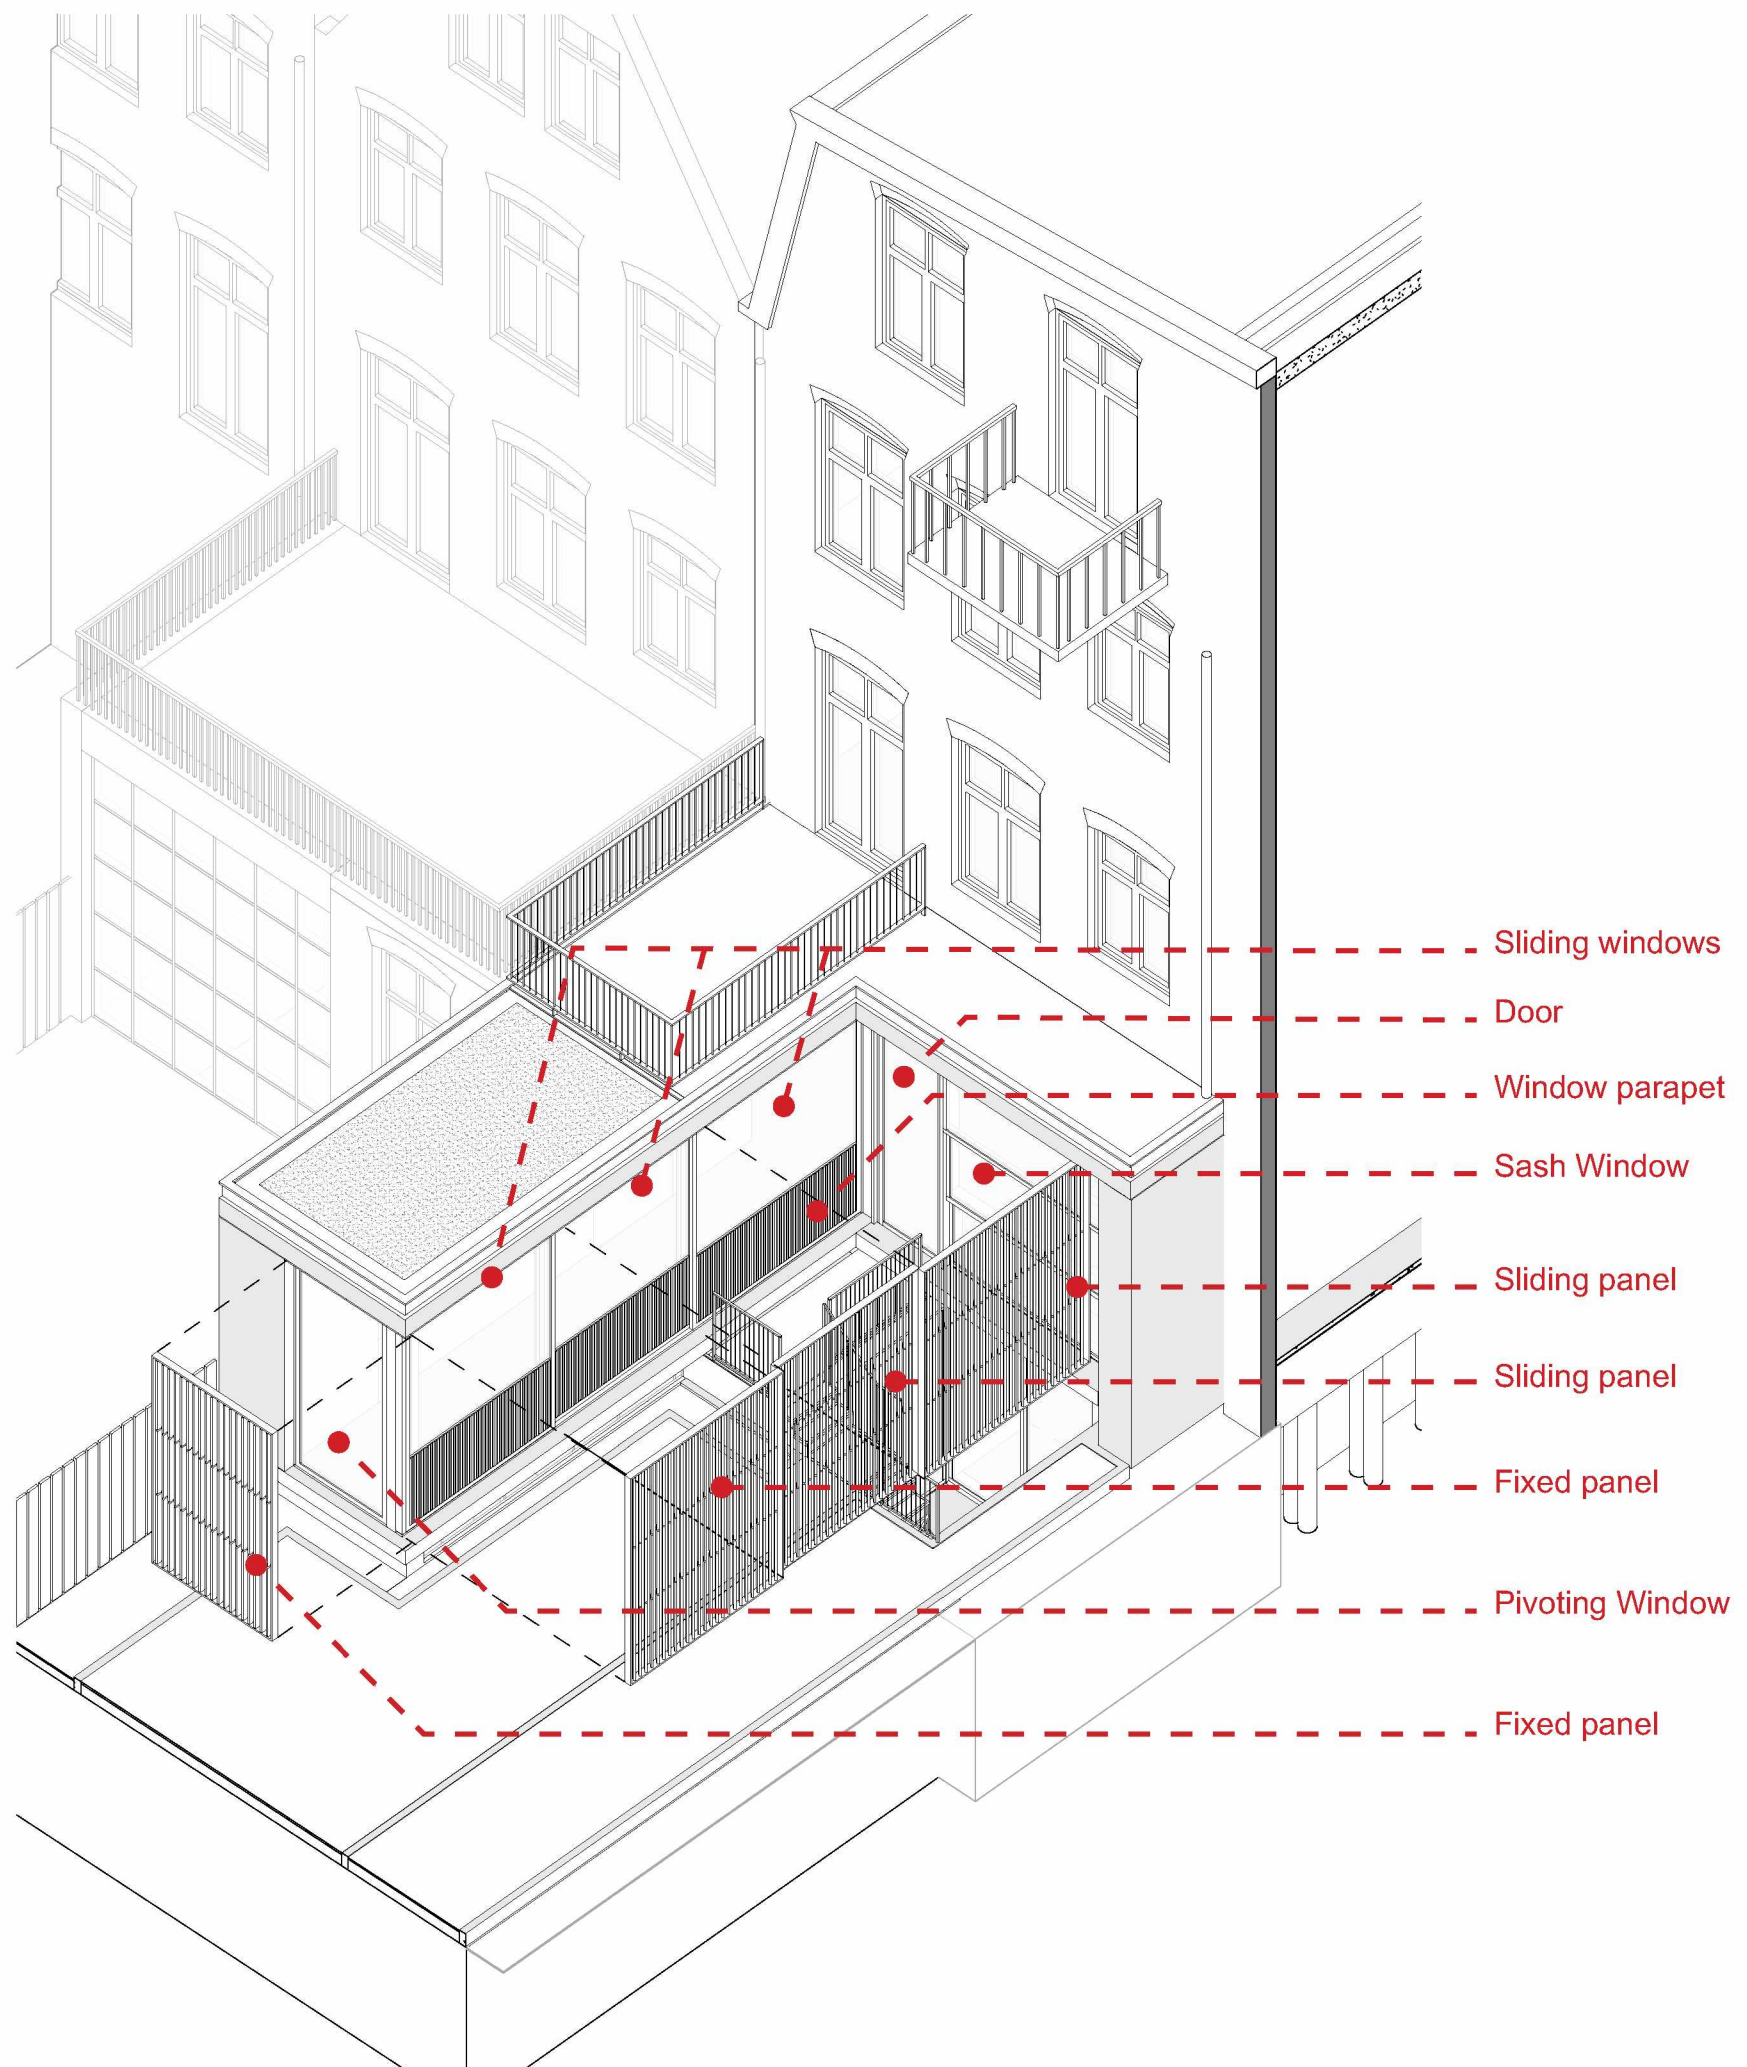 Sliding windows
Door
Window parapet
Sash Window
Sliding panel
Sliding panel
Fixed panel
Pivoting Window
Fixed panel